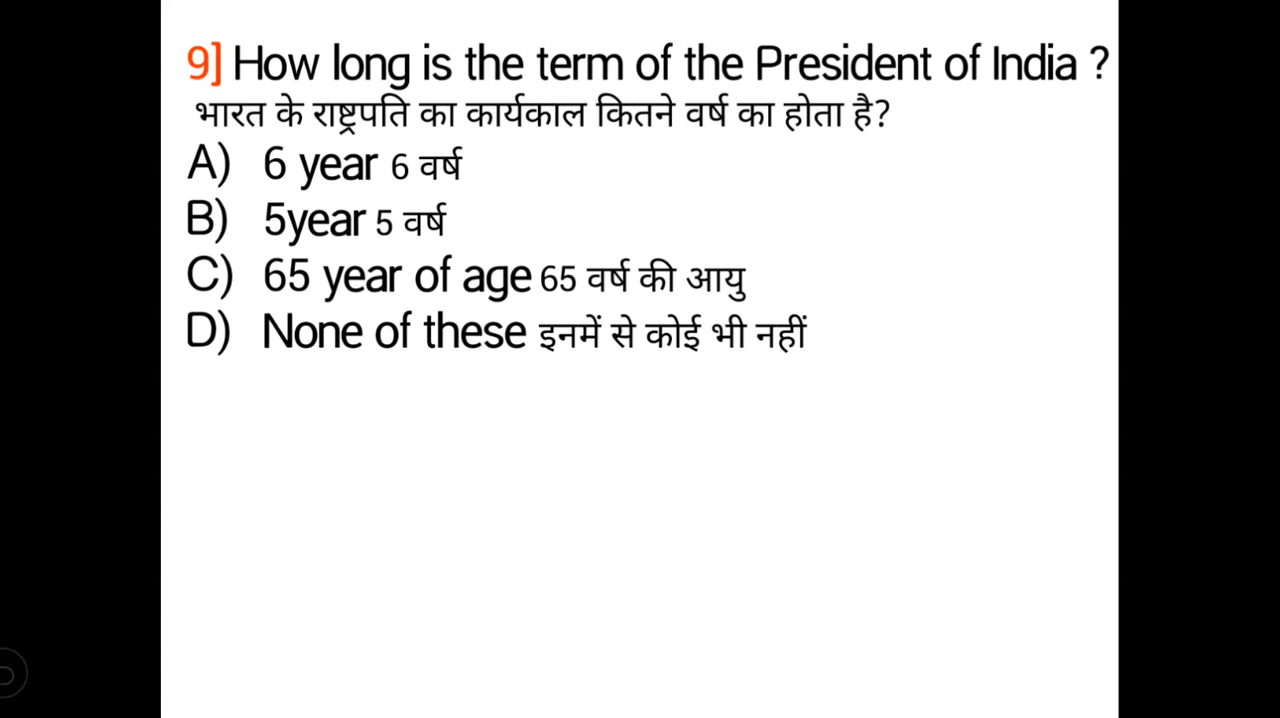 9] How long is the term of the President of India ?
भारत के राष्ट्रपति का कार्यकाल कितने वर्ष का होता है?
A) 6 year 6 वर्ष
B) 5year 5 वर्ष
C) 65 year of age 65 वर्ष की आयु
D) None of these इनमें से कोई भी नहीं